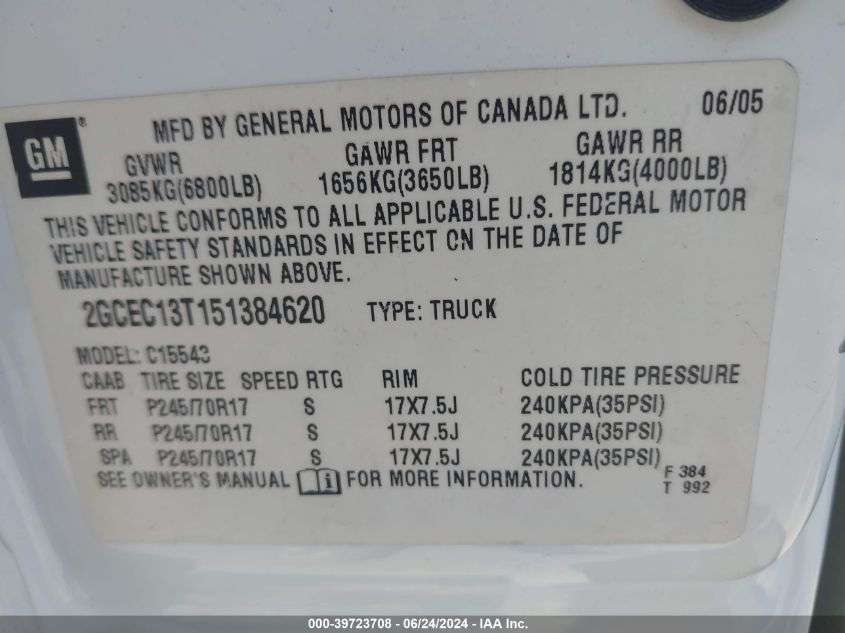 GM ®
MFD BY GENERAL MOTORS OF CANADA LTD. 06/05
GVWR GAWR FRT GAWR RR
3085KG(6800LB) 1656KG(3650LB) 1814KG(4000LB)
THIS VEHICLE CONFORMS TO ALL APPLICABLE U.S. FEDERAL MOTOR
VEHICLE SAFETY STANDARDS IN EFFECT ON THE DATE OF
MANUFACTURE SHOWN ABOVE.
2GCEC13T151384620 TYPE: TRUCK
MODEL: C15543
CAAB TIRE SIZE SPEED RTG RIM COLD TIRE PRESSURE
FRT P245/70R17 S 17X7.5J 240KPA(35PSI)
RR P245/70R17 S 17X7.5J 240KPA(35PSI)
SPA P245/70R17 S 17X7.5J 240KPA(35PSI)
SEE OWNER'S MANUAL i FOR MORE INFORMATION.
F 384
T 992
000-39723708 - 06/24/2024 - IAA Inc.